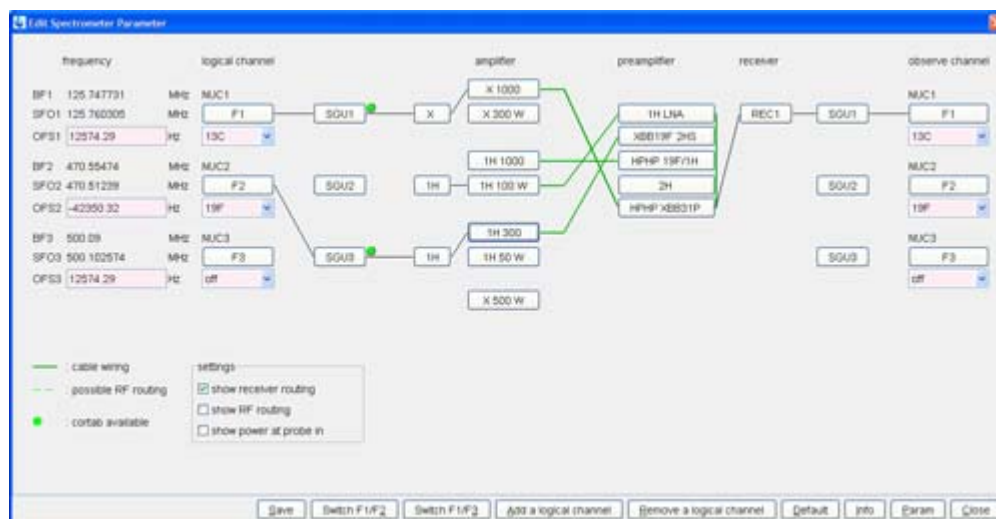 Edit Spectrometer Parameter
frequency logical channel amplifier preamplifier receiver observe channel
BF1 125.747731 MHz NUC1 X 1000 NUC1
SFO1 125.760305 MHz F1 SGU1 X X 300 W 1H LNA REC1 SGU1 F1
OFS1 12574.29 Hz 13C XBB19F 2HS 13C
BF2 470.55474 MHz NUC2 1H 1000 HPHP 19F/1H NUC2
SFO2 470.51239 MHz F2 SGU2 1H 1H 100 W 2H SGU2 F2
OFS2 -42350.32 Hz 19F HPHP XBB31P 19F
BF3 500.09 MHz NUC3 1H 300 NUC3
SFO3 500.102574 MHz F3 SGU3 1H 1H 50 W SGU3 F3
OFS3 12574.29 Hz off off
X 500 W
: cable wiring settings
: possible RF routing show receiver routing
show RF routing
: cortab available show power at probe in
Save Switch F1/F2 Switch F1/F3 Add a logical channel Remove a logical channel Default Info Param Close